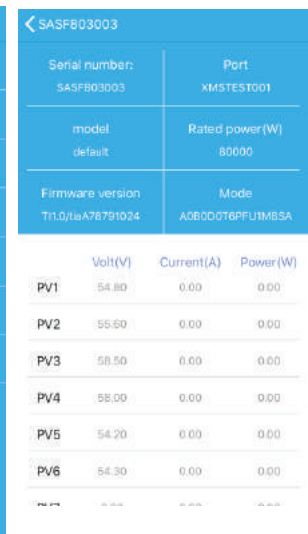 SASF803003
Serial number:
Port
SASF803003
XMSTEST001
model
Rated power(W)
default
80000
Firmware version
Mode
A0B0D0T6PFU1M8SA
Volt(V) Current(A) Power(W)
PV1 54.80 0.00 0.00
PV2 55.60 0.00 0.00
PV3 58.50 0.00 0.00
PV4 58.00 0.00 0.00
PV5 54.20 0.00 0.00
PV6 54.30 0.00 0.00